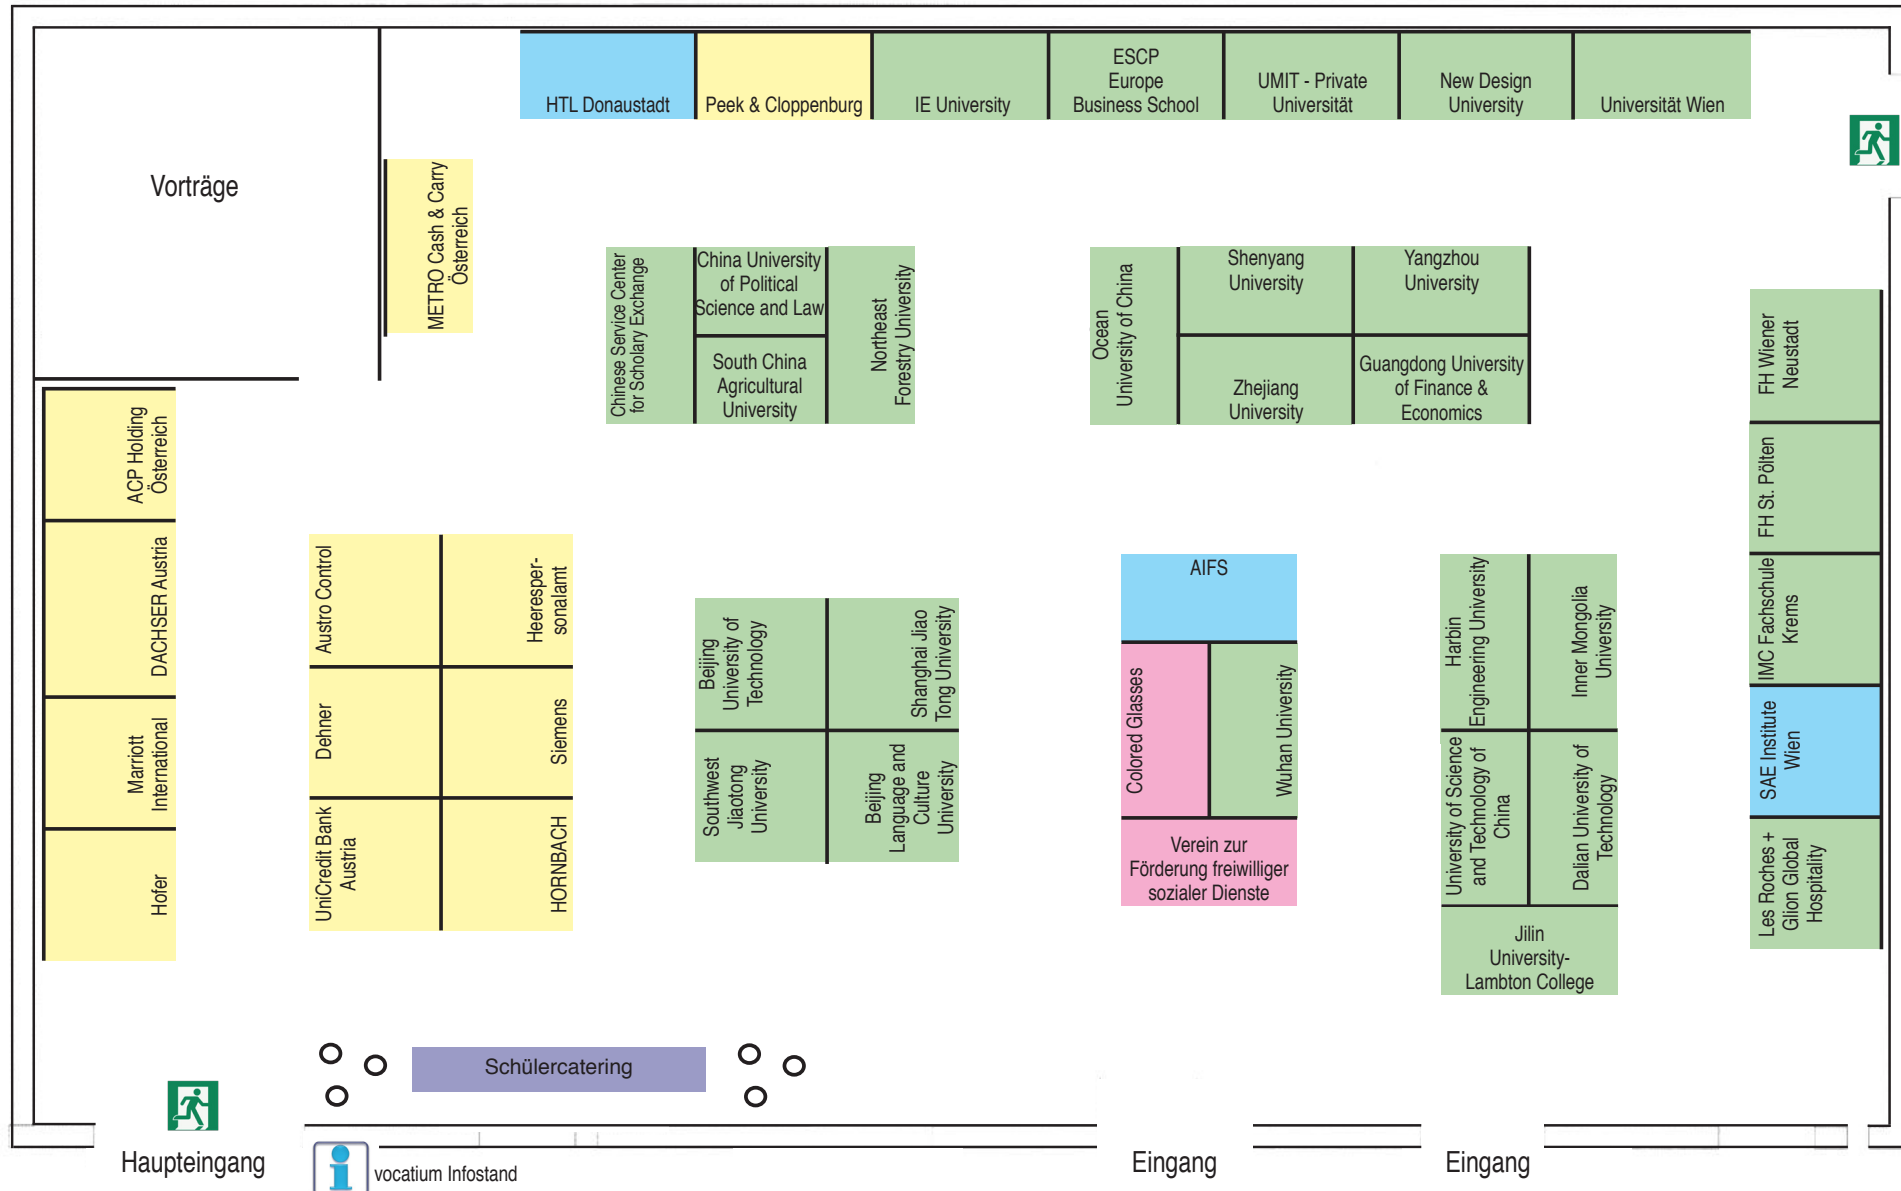 HTL Donaustadt
Peek & Cloppenburg
IE University
ESCP
Europe
Business School
UMIT - Private
Universität
New Design
University
Universität Wien
Vorträge
METRO Cash & Carry
Österreich
Chinese Service Center
for Scholary Exchange
China University
of Political
Science and Law
South China
Agricultural
University
Northeast
Forestry University
Ocean
University of China
Shenyang
University
Yangzhou
University
Zhejiang
University
Guangdong University
of Finance &
Economics
FH Wiener
Neustadt
FH St. Pölten
IMC Fachschule
Krems
SAE Institute
Wien
Les Roches +
Glion Global
Hospitality
ACP Holding
Österreich
DACHSER Austria
Marriott
International
Hofer
Austro Control
Heeresper-
sonalamt
Dehner
Siemens
UniCredit Bank
Austria
HORNBACH
Beijing
University of
Technology
Shanghai Jiao
Tong University
Southwest
Jiaotong
University
Beijing
Language and
Culture
University
AIFS
Colored Glasses
Wuhan University
Verein zur
Förderung freiwilliger
sozialer Dienste
Harbin
Engineering University
Inner Mongolia
University
University of Science
and Technology of
China
Dalian University of
Technology
Jilin
University-
Lambton College
Schülercatering
Haupteingang
i
vocatium Infostand
Eingang
Eingang